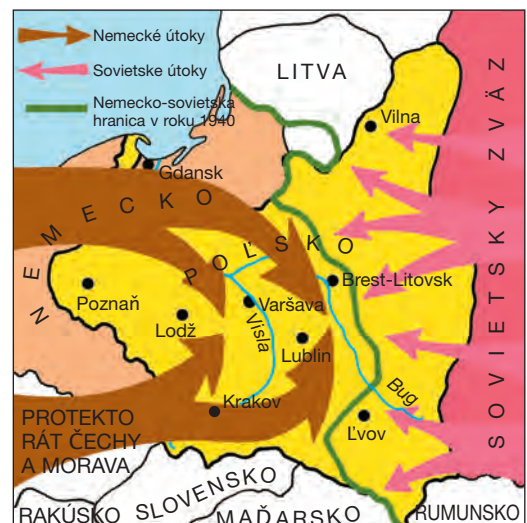 Nemecké útoky
Sovietske útoky
Nemecko-sovietska
hranica v roku 1940
LITVA
Vilna
SOVIETSKY ZVÄZ
Gdansk
NEMECKO
POĽSKO
Brest-Litovsk
Poznaň
Varšava
Lodž
Visla
Lublin
Bug
Krakov
Ľvov
PROTEKTO
RÁT ČECHY
A MORAVA
SLOVENSKO
RAKÚSKO
MAĎARSKO
RUMUNSKO